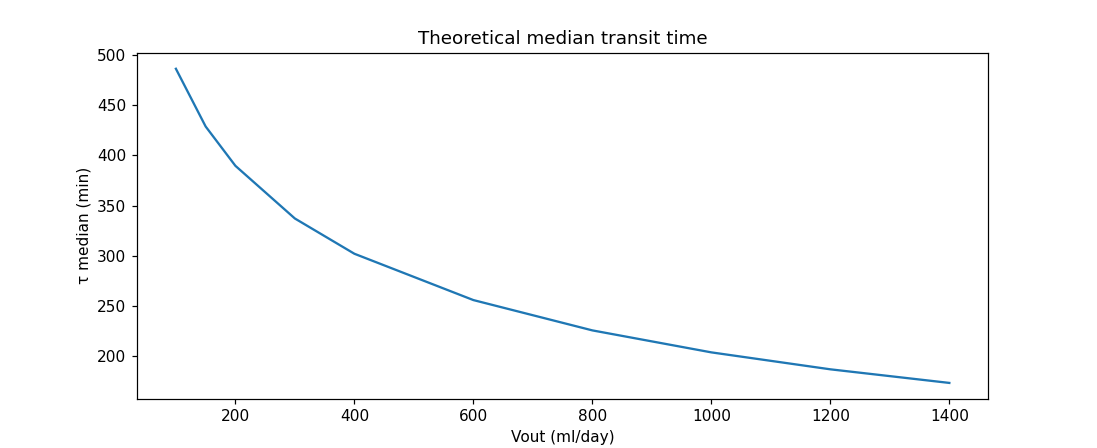 Theoretical median transit time
500
450
400
350
300
250
200
τ median (min)
200 400 600 800 1000 1200 1400
Vout (ml/day)